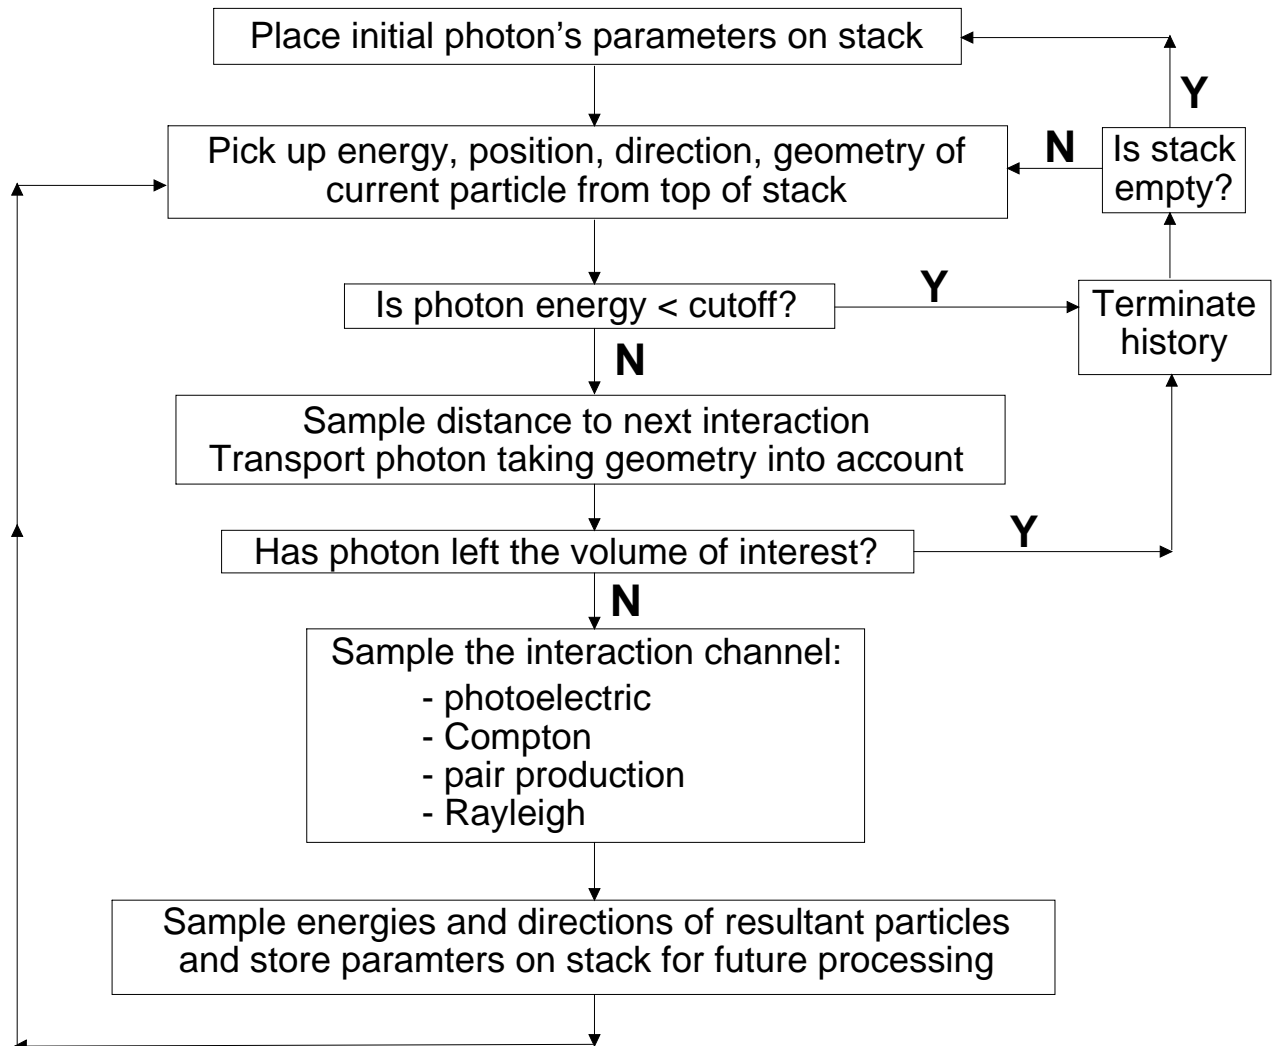 Place initial photon's parameters on stack
Y
Pick up energy, position, direction, geometry of
current particle from top of stack
N
Is stack
empty?
Is photon energy < cutoff?
Y
Terminate
history
N
Sample distance to next interaction
Transport photon taking geometry into account
Has photon left the volume of interest?
Y
N
Sample the interaction channel:
- photoelectric
- Compton
- pair production
- Rayleigh
Sample energies and directions of resultant particles
and store paramters on stack for future processing